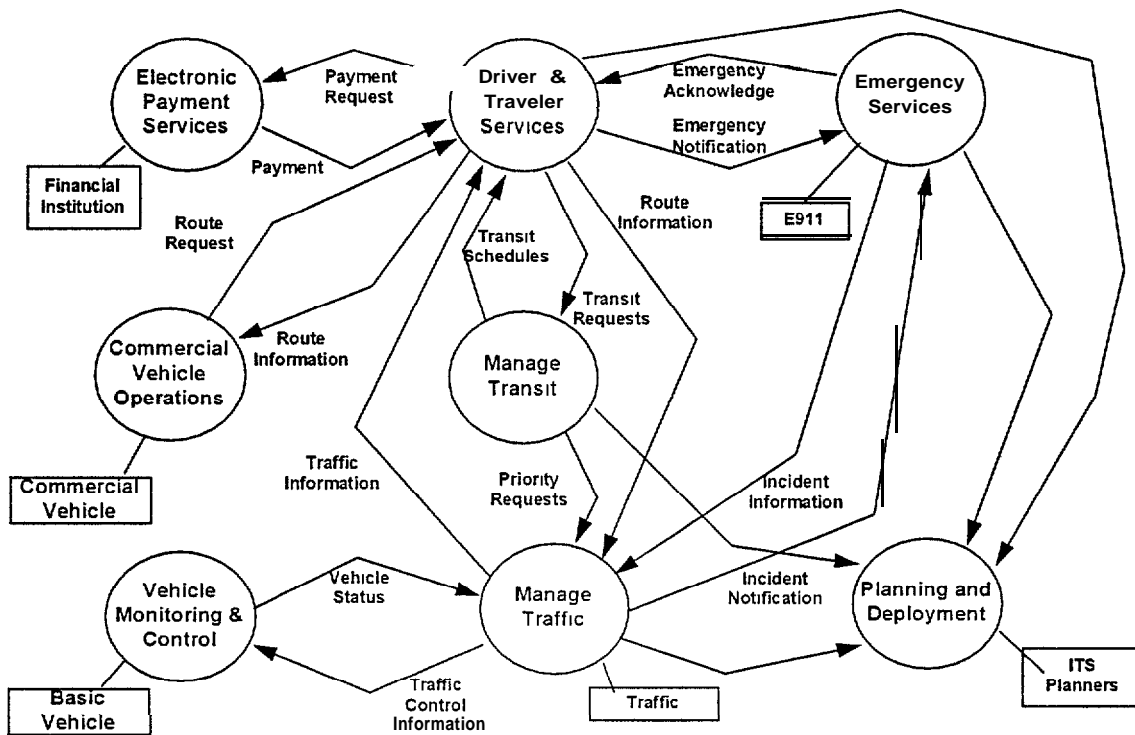 Electronic
Payment
Services
Payment
Request
Driver &
Traveler
Services
Emergency
Acknowledge
Emergency
Services
Emergency
Notification
Payment
Financial
Institution
Route
Request
Transit
Schedules
Route
Information
E911
Transit
Requests
Route
Information
Commercial
Vehicle
Operations
Manage
Transit
Traffic
Information
Priority
Requests
Incident
Information
Commercial
Vehicle
Vehicle
Monitoring &
Control
Vehicle
Status
Manage
Traffic
Incident
Notification
Planning and
Deployment
Basic
Vehicle
Traffic
Control
Information
Traffic
ITS
Planners